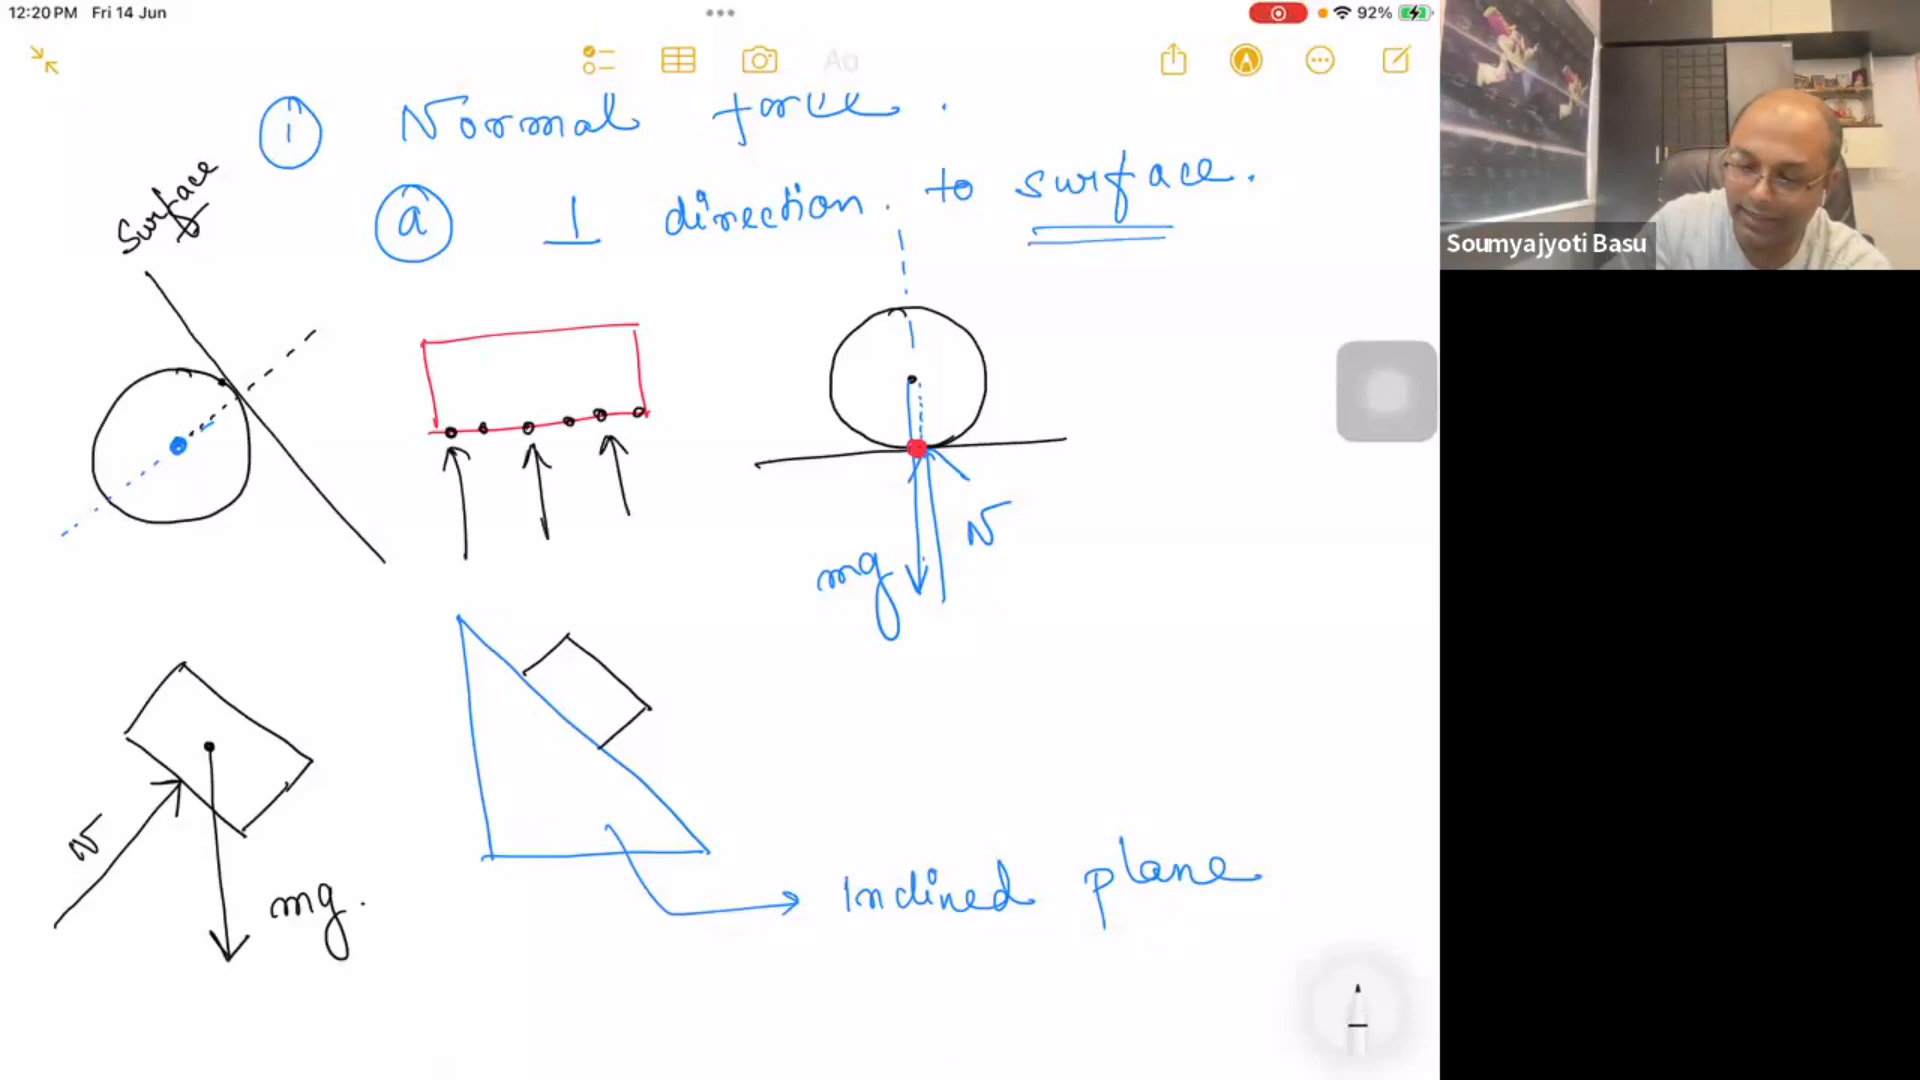 12:20 PM Fri 14 Jun
92%
Aa
1 Normal force.
a ⊥ direction. to surface.
Surface
Soumyajyoti Basu
N
mg
N
mg.
Inclined plane